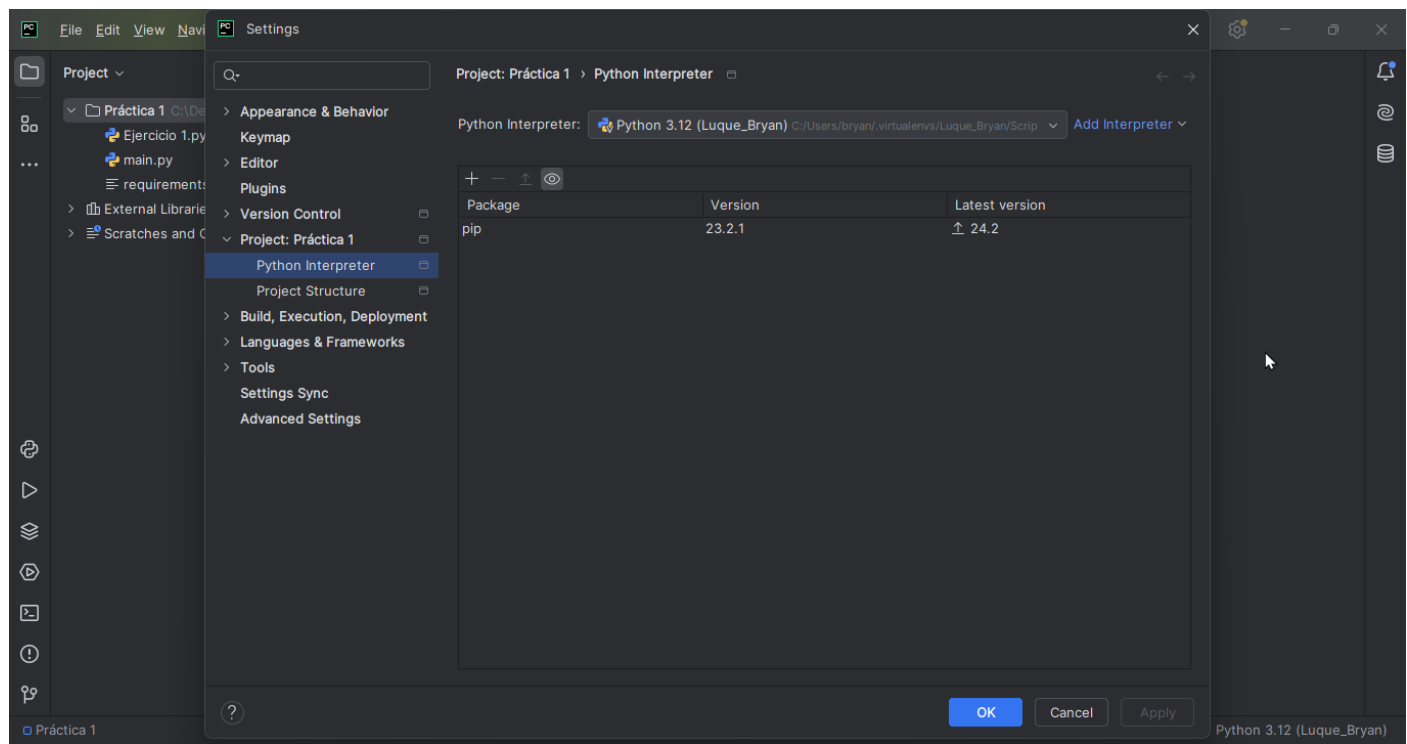 PC File Edit View Navi
PC Settings
Project
Práctica 1 C:\De
Ejercicio 1.py
main.py
requirements
External Librarie
Scratches and C
Appearance & Behavior
Keymap
Editor
Plugins
Version Control
Project: Práctica 1
Python Interpreter
Project Structure
Build, Execution, Deployment
Languages & Frameworks
Tools
Settings Sync
Advanced Settings
Project: Práctica 1 › Python Interpreter
Python Interpreter: Python 3.12 (Luque_Bryan) C:/Users/bryan/.virtualenvs/Luque_Bryan/Scrip Add Interpreter
Package Version Latest version
pip 23.2.1 24.2
? OK Cancel Apply
Práctica 1 Python 3.12 (Luque_Bryan)